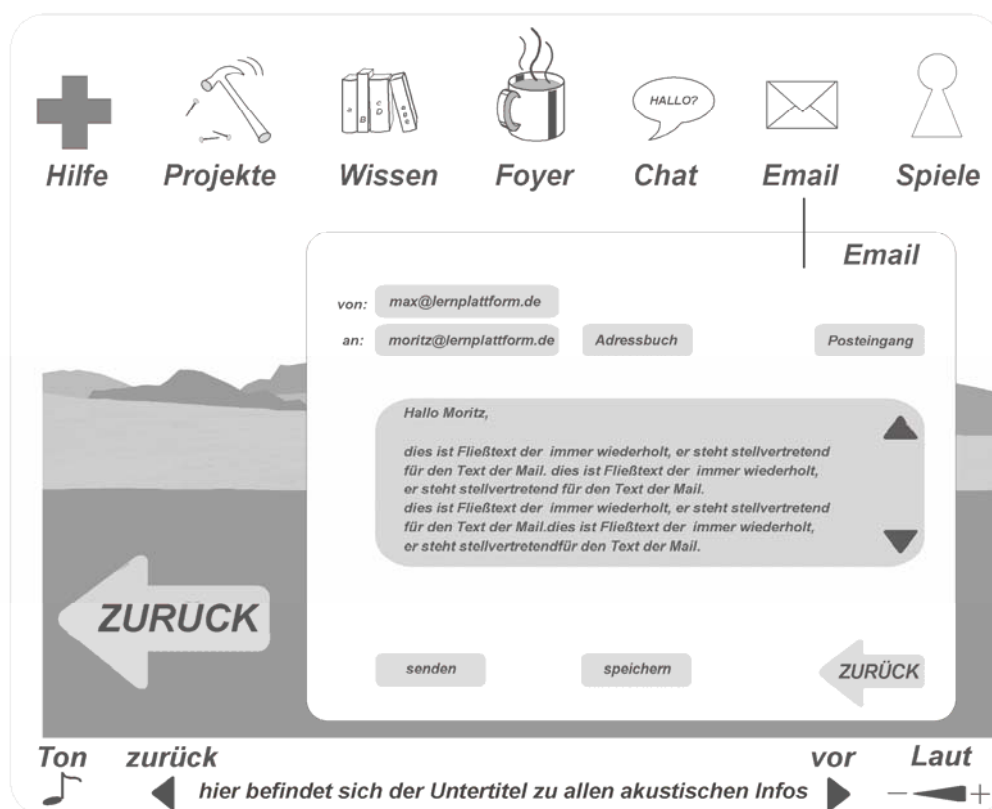 HALLO?
Hilfe Projekte Wissen Foyer Chat Email Spiele
Email
von: max@lernplattform.de
an: moritz@lernplattform.de Adressbuch Posteingang
Hallo Moritz,
dies ist Fließtext der immer wiederholt, er steht stellvertretend
für den Text der Mail. dies ist Fließtext der immer wiederholt,
er steht stellvertretend für den Text der Mail.
dies ist Fließtext der immer wiederholt, er steht stellvertretend
für den Text der Mail.dies ist Fließtext der immer wiederholt,
er steht stellvertretendfür den Text der Mail.
ZURÜCK
senden speichern ZURÜCK
Ton zurück vor Laut
hier befindet sich der Untertitel zu allen akustischen Infos